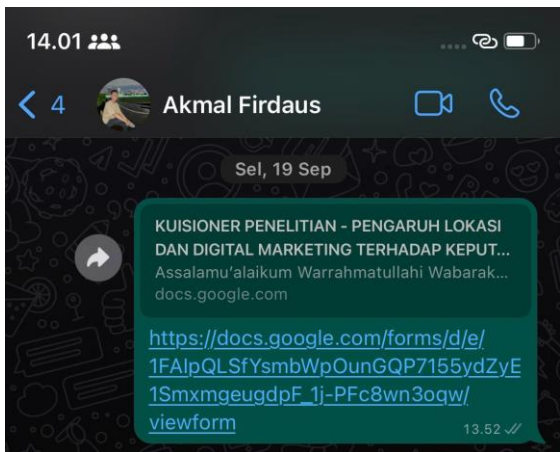 14.01
4 Akmal Firdaus
Sel, 19 Sep
KUISIONER PENELITIAN - PENGARUH LOKASI
DAN DIGITAL MARKETING TERHADAP KEPUT...
Assalamu'alaikum Warrahmatullahi Wabarak...
docs.google.com
https://docs.google.com/forms/d/e/
1FAIpQLSfYsmbWpOunGQP7155ydZyE
1SmxmgeugdpF_1j-PFc8wn3oqw/
viewform
13.52